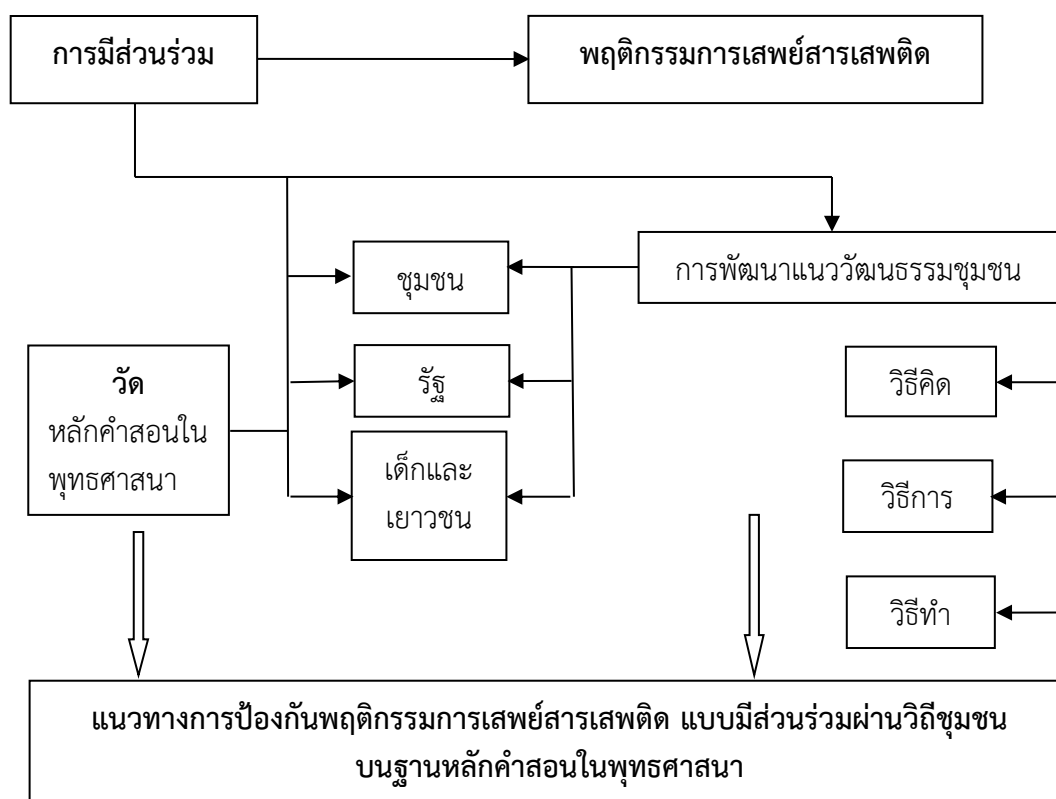 การมีส่วนร่วม
พฤติกรรมการเสพย์สารเสพติด
ชุมชน
การพัฒนาแนววัฒนธรรมชุมชน
วัด
หลักคำสอนใน
พุทธศาสนา
รัฐ
เด็กและ
เยาวชน
วิธีคิด
วิธีการ
วิธีทำ
แนวทางการป้องกันพฤติกรรมการเสพย์สารเสพติด แบบมีส่วนร่วมผ่านวิถีชุมชน
บนฐานหลักคำสอนในพุทธศาสนา